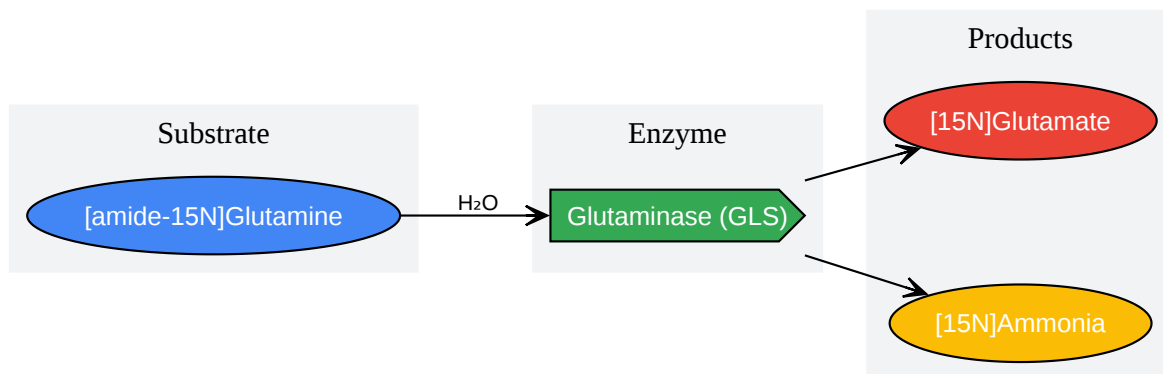 Substrate
[amide-15N]Glutamine
H₂O
Enzyme
Glutaminase (GLS)
Products
[15N]Glutamate
[15N]Ammonia